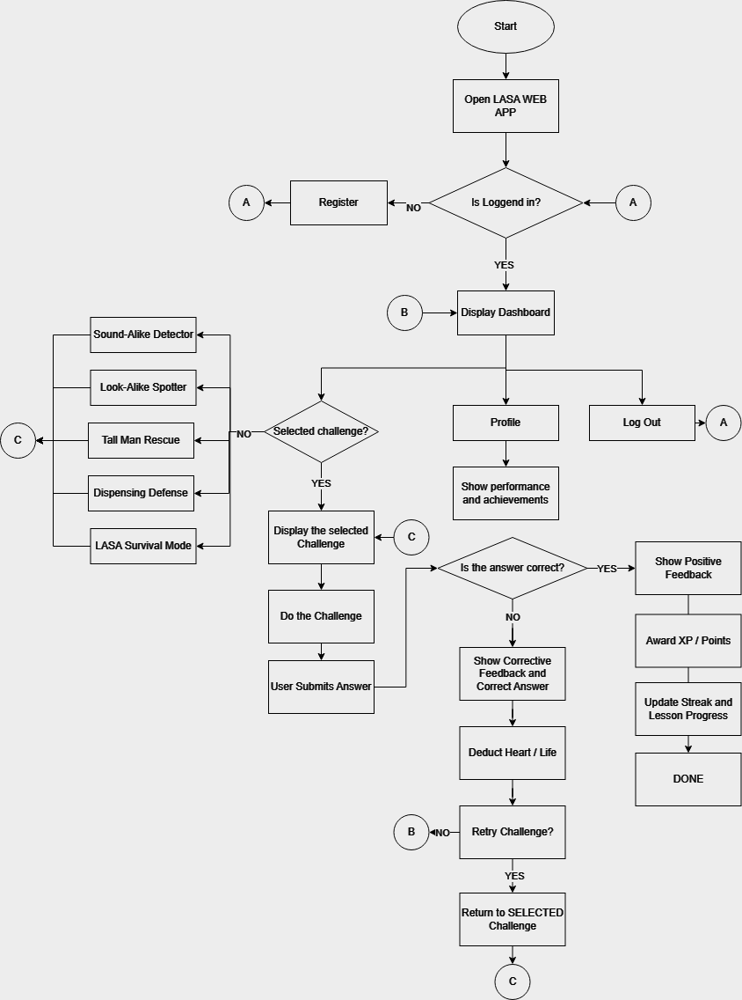 Start
Open LASA WEB
APP
A
Register
NO
Is Loggend in?
A
YES
B
Display Dashboard
Sound-Alike Detector
Look-Alike Spotter
C
Tall Man Rescue
Dispensing Defense
LASA Survival Mode
NO
Selected challenge?
Profile
Log Out
A
YES
Show performance
and achievements
Display the selected
Challenge
C
Do the Challenge
User Submits Answer
Is the answer correct?
YES
Show Positive
Feedback
NO
Award XP / Points
Show Corrective
Feedback and
Correct Answer
Update Streak and
Lesson Progress
Deduct Heart / Life
DONE
B
NO
Retry Challenge?
YES
Return to SELECTED
Challenge
C